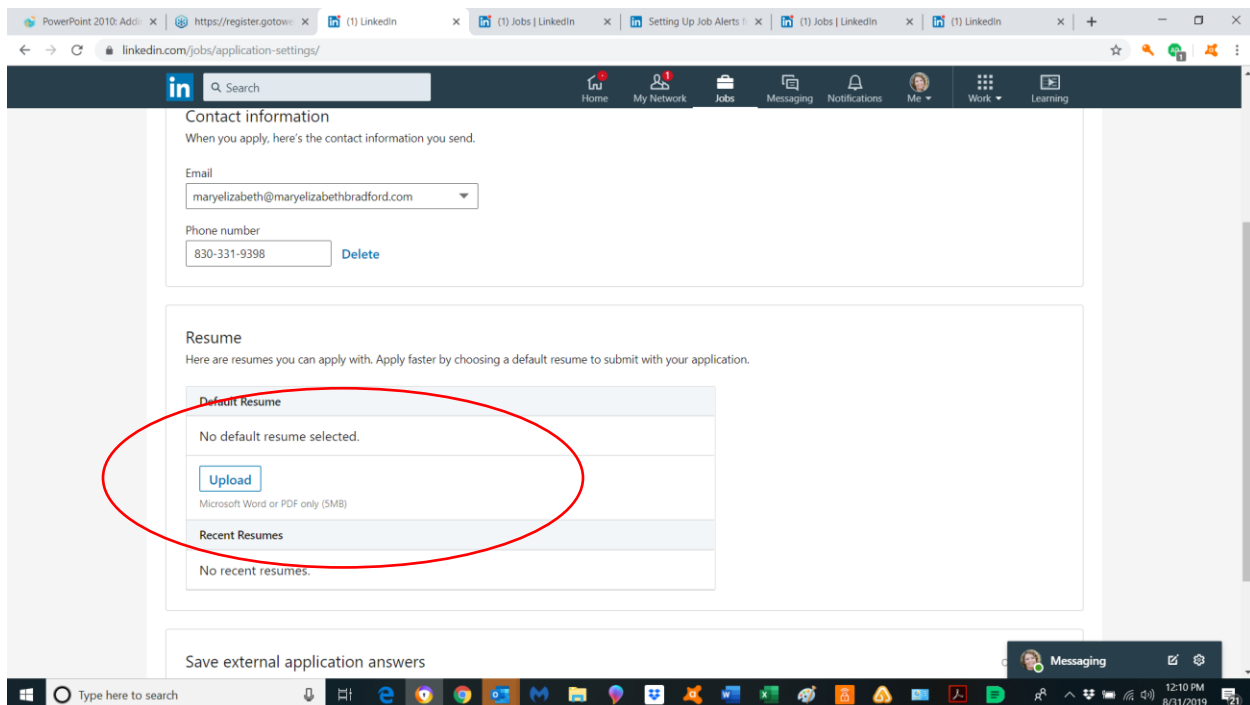 PowerPoint 2010: Addi
https://register.gotowe
(1) LinkedIn
(1) Jobs | LinkedIn
Setting Up Job Alerts f
(1) Jobs | LinkedIn
(1) LinkedIn
linkedin.com/jobs/application-settings/
in
Search
Home
My Network
Jobs
Messaging
Notifications
Me
Work
Learning
Contact information
When you apply, here's the contact information you send.
Email
maryelizabeth@maryelizabethbradford.com
Phone number
830-331-9398 Delete
Resume
Here are resumes you can apply with. Apply faster by choosing a default resume to submit with your application.
Default Resume
No default resume selected.
Upload
Microsoft Word or PDF only (5MB)
Recent Resumes
No recent resumes.
Save external application answers
Messaging
Type here to search
12:10 PM
8/31/2019
21